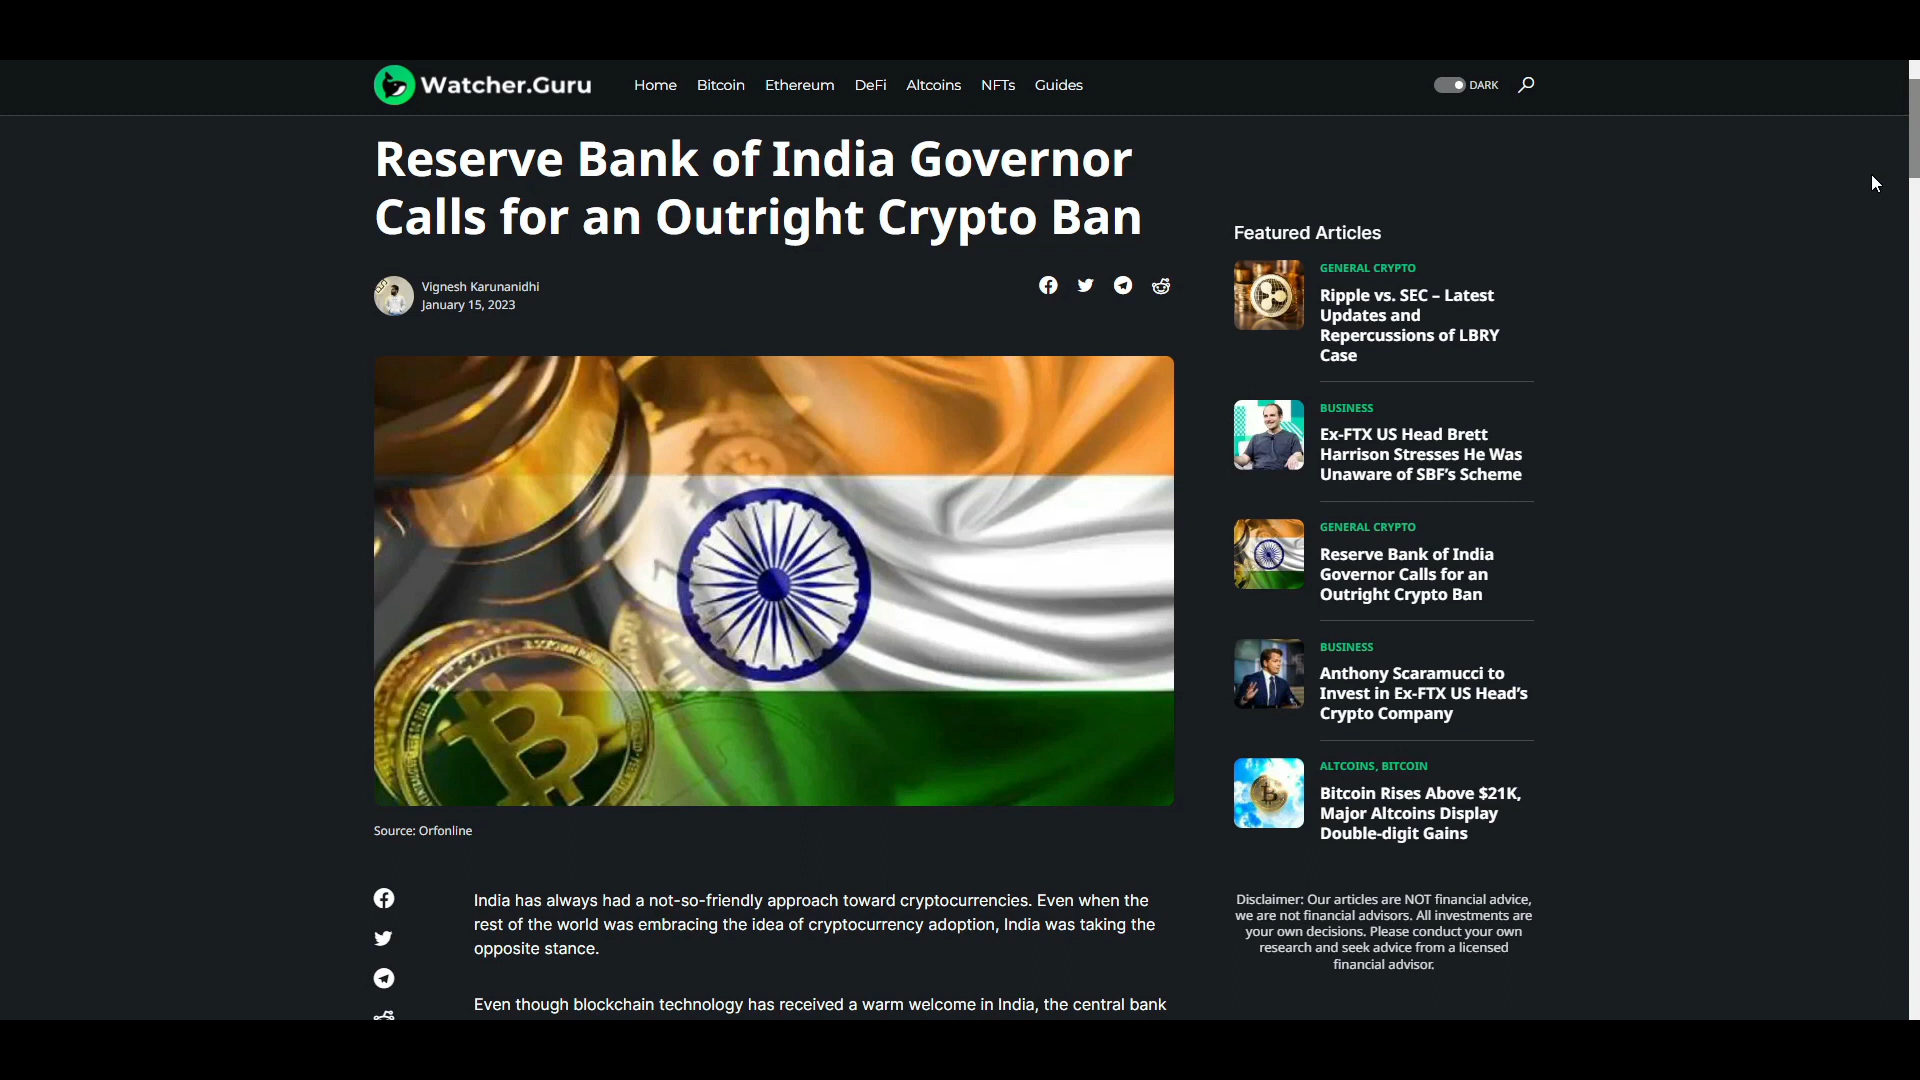 Watcher.Guru
Home Bitcoin Ethereum DeFi Altcoins NFTs Guides
DARK
Reserve Bank of India Governor
Calls for an Outright Crypto Ban
Vignesh Karunanidhi
January 15, 2023
Source: Orfonline
India has always had a not-so-friendly approach toward cryptocurrencies. Even when the
rest of the world was embracing the idea of cryptocurrency adoption, India was taking the
opposite stance.
Even though blockchain technology has received a warm welcome in India, the central bank
Featured Articles
GENERAL CRYPTO
Ripple vs. SEC – Latest
Updates and
Repercussions of LBRY
Case
BUSINESS
Ex-FTX US Head Brett
Harrison Stresses He Was
Unaware of SBF’s Scheme
GENERAL CRYPTO
Reserve Bank of India
Governor Calls for an
Outright Crypto Ban
BUSINESS
Anthony Scaramucci to
Invest in Ex-FTX US Head’s
Crypto Company
ALTCOINS, BITCOIN
Bitcoin Rises Above $21K,
Major Altcoins Display
Double-digit Gains
Disclaimer: Our articles are NOT financial advice,
we are not financial advisors. All investments are
your own decisions. Please conduct your own
research and seek advice from a licensed
financial advisor.